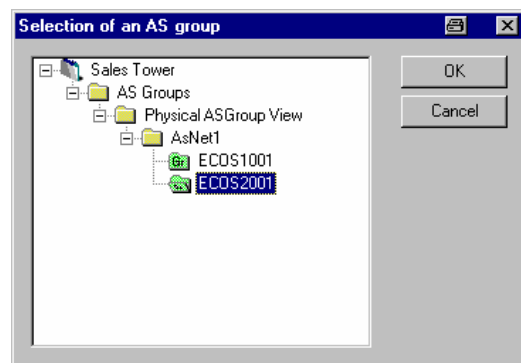 Selection of an AS group
Sales Tower
AS Groups
Physical ASGroup View
AsNet1
Gr ECOS1001
ECOS2001
OK
Cancel